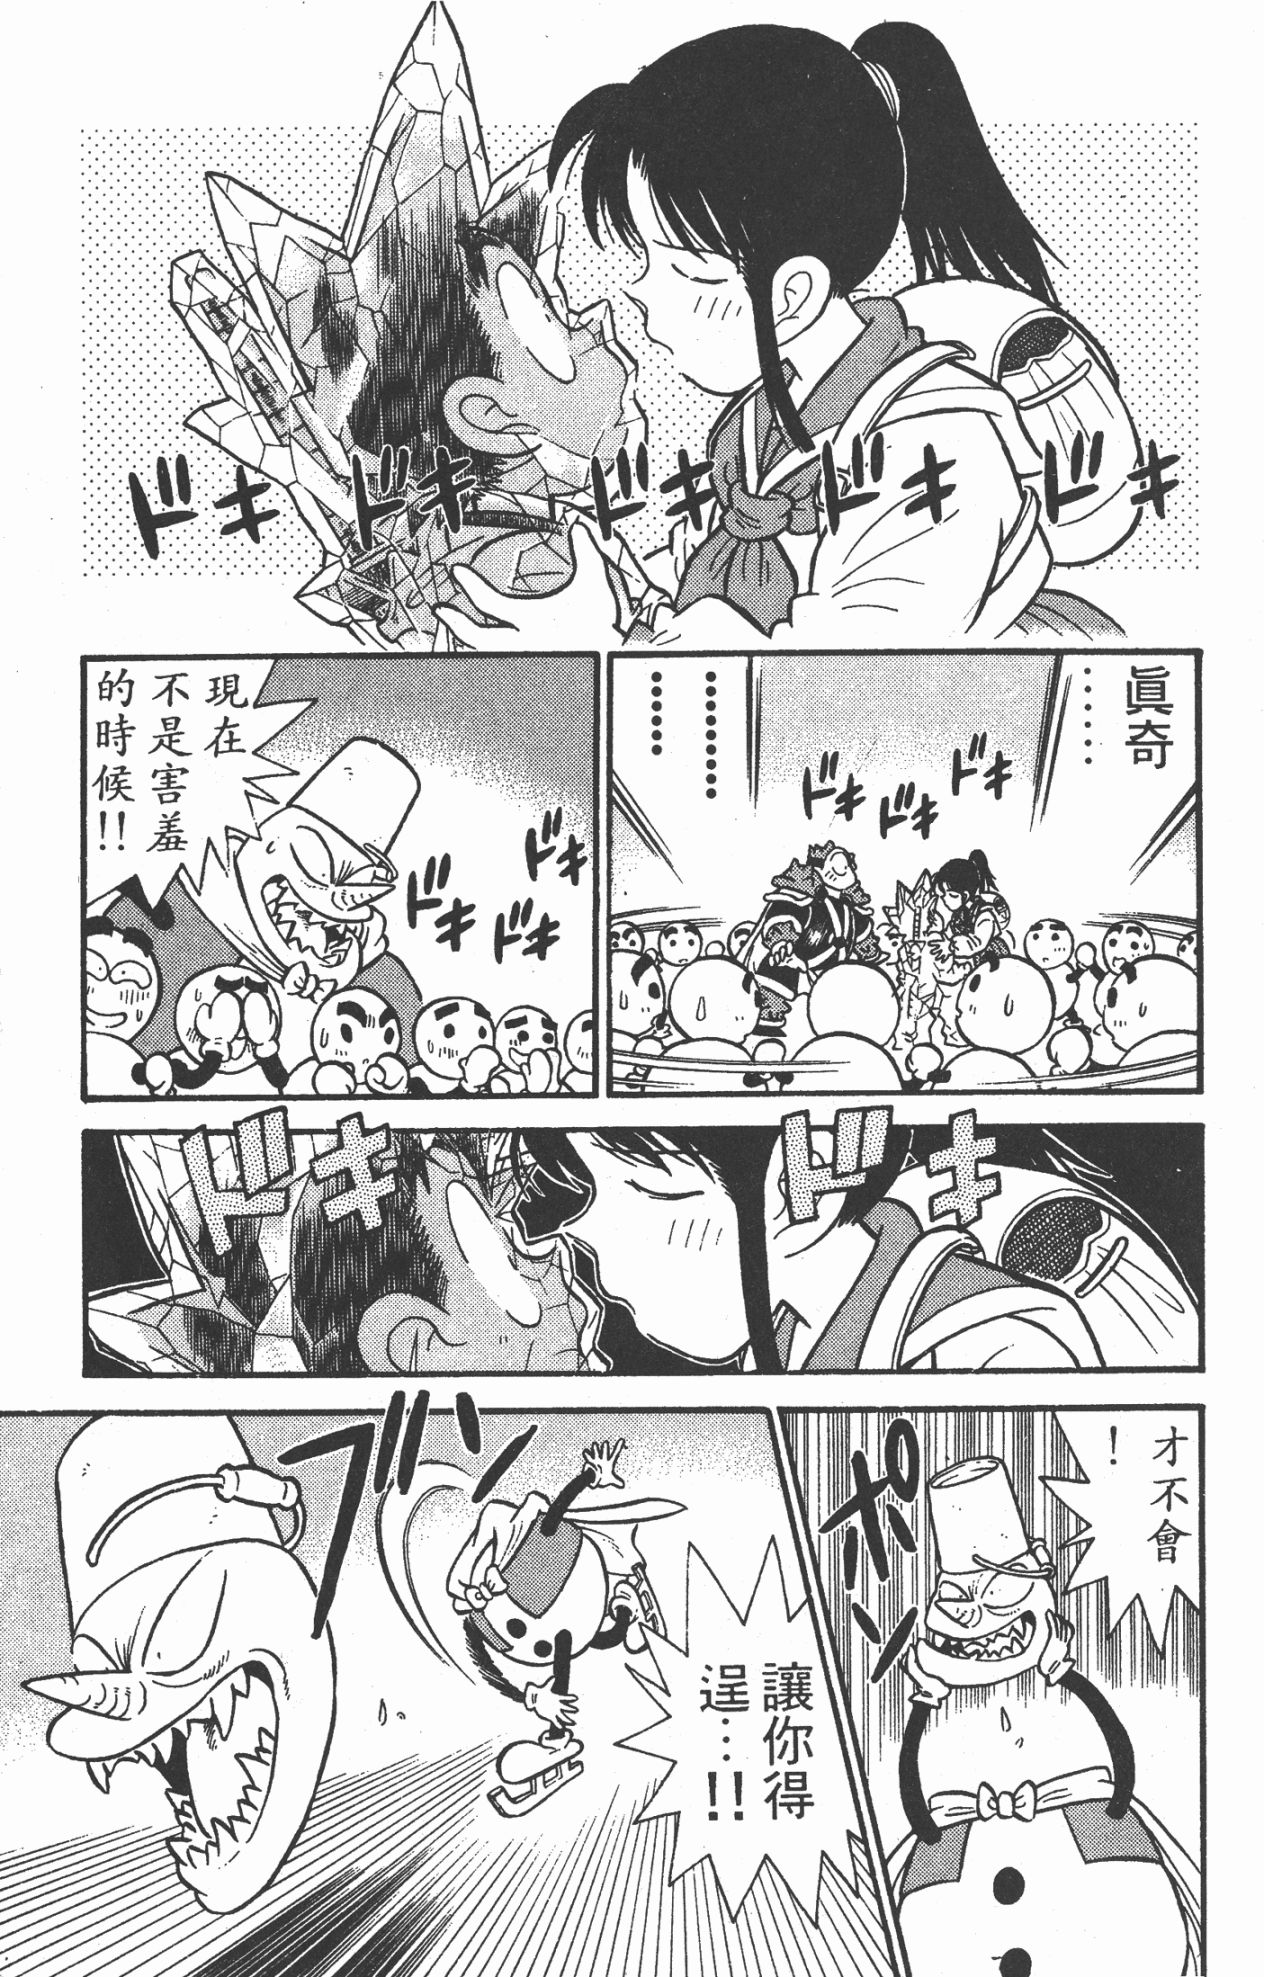 ドキ ドキ ドキ ドキ ドキ
眞奇
……
………
………
ドキ
ドキ
ドキ
現在
不是害羞
的時候!!
ドキ
ドキ
ドキ
ドキ ドキ
才不會
!
ポン
讓你得
逞…!!
ブン